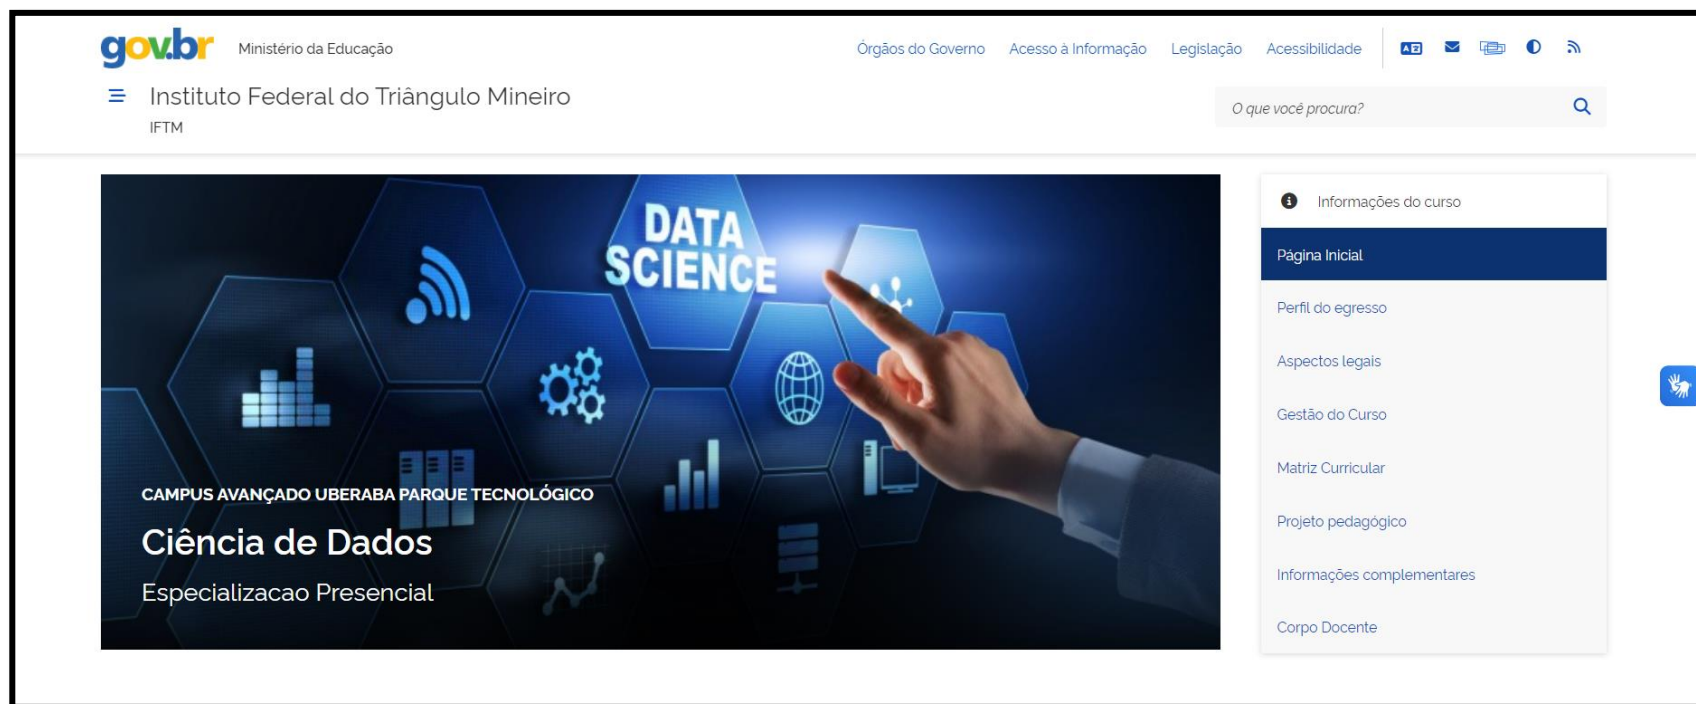 gov.br
Ministério da Educação
Órgãos do Governo
Acesso à Informação
Legislação
Acessibilidade
Instituto Federal do Triângulo Mineiro
IFTM
O que você procura?
DATA
SCIENCE
CAMPUS AVANÇADO UBERABA PARQUE TECNOLÓGICO
Ciência de Dados
Especializacao Presencial
Informações do curso
Página Inicial
Perfil do egresso
Aspectos legais
Gestão do Curso
Matriz Curricular
Projeto pedagógico
Informações complementares
Corpo Docente